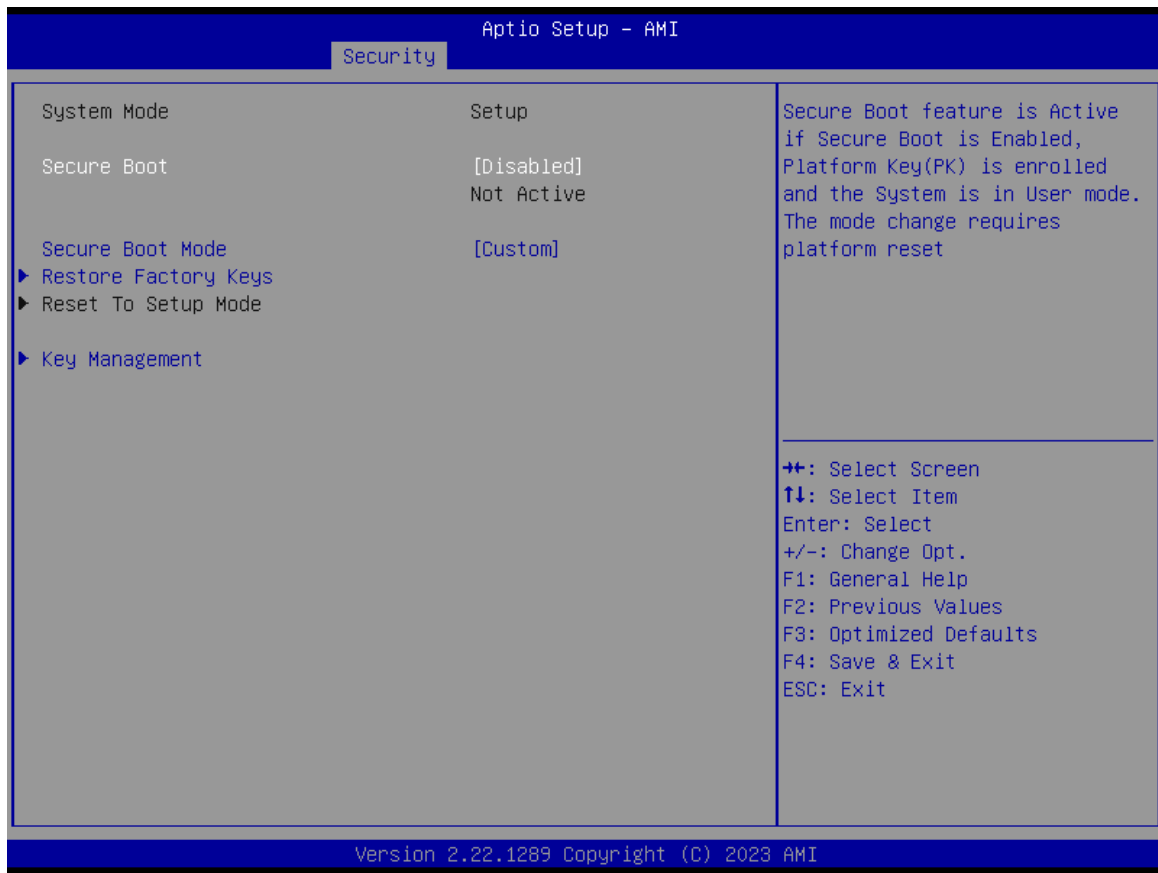 Aptio Setup – AMI
Security
System Mode Setup
Secure Boot [Disabled]
Not Active
Secure Boot Mode [Custom]
▶ Restore Factory Keys
▶ Reset To Setup Mode
▶ Key Management
Secure Boot feature is Active
if Secure Boot is Enabled,
Platform Key(PK) is enrolled
and the System is in User mode.
The mode change requires
platform reset
→←: Select Screen
↑↓: Select Item
Enter: Select
+/-: Change Opt.
F1: General Help
F2: Previous Values
F3: Optimized Defaults
F4: Save & Exit
ESC: Exit
Version 2.22.1289 Copyright (C) 2023 AMI